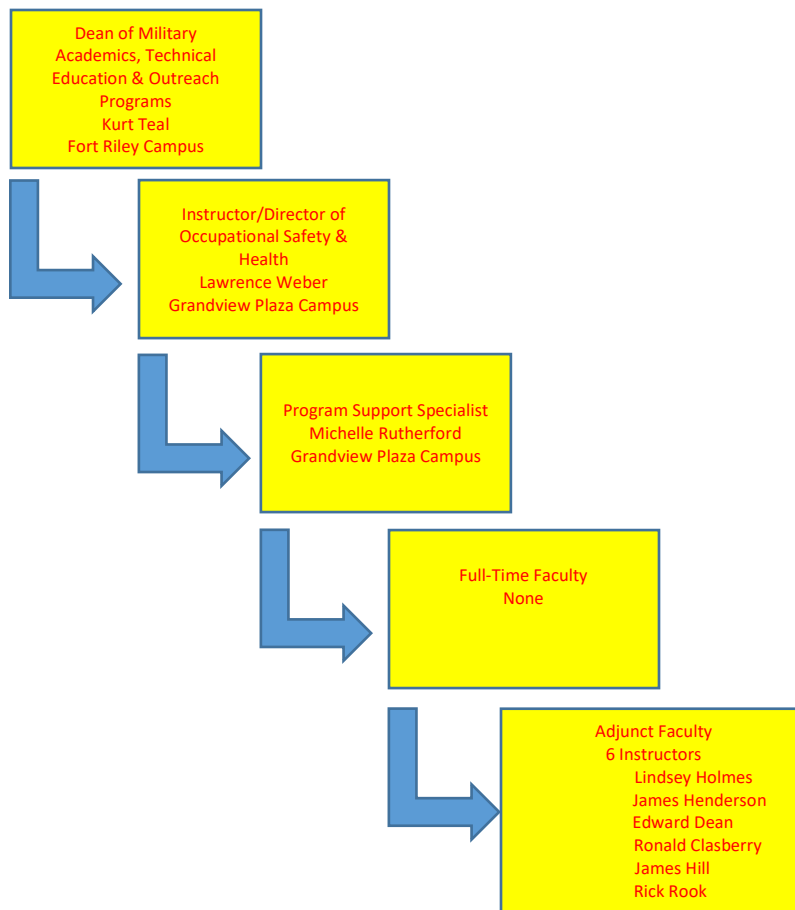 Dean of Military
Academics, Technical
Education & Outreach
Programs
Kurt Teal
Fort Riley Campus
Instructor/Director of
Occupational Safety &
Health
Lawrence Weber
Grandview Plaza Campus
Program Support Specialist
Michelle Rutherford
Grandview Plaza Campus
Full-Time Faculty
None
Adjunct Faculty
6 Instructors
Lindsey Holmes
James Henderson
Edward Dean
Ronald Clasberry
James Hill
Rick Rook